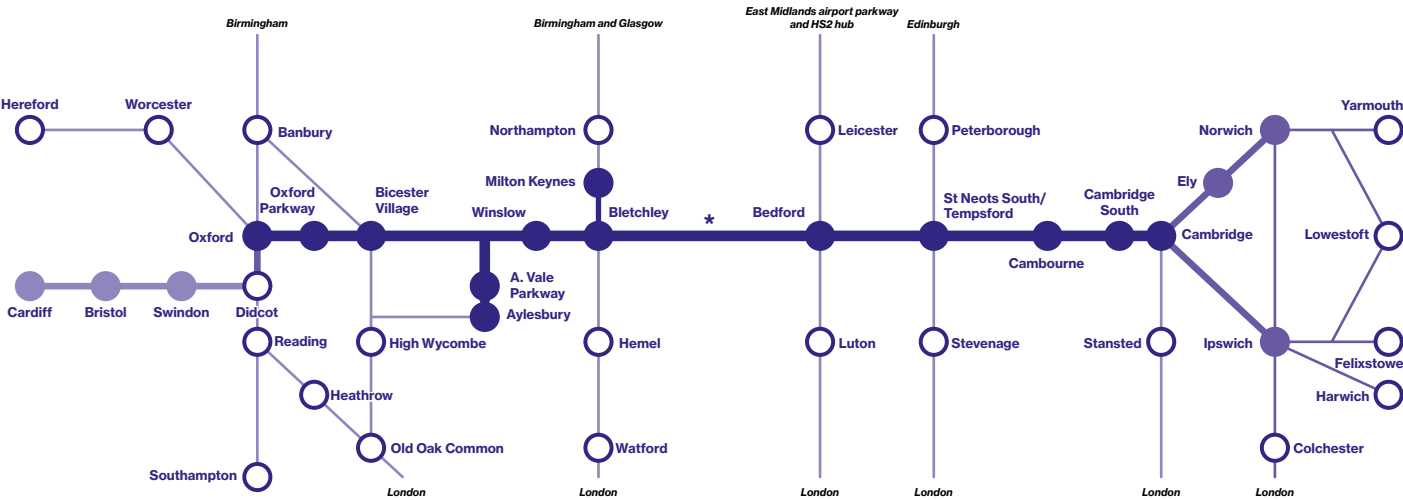 Birmingham
Birmingham and Glasgow
East Midlands airport parkway
and HS2 hub
Edinburgh
Hereford
Worcester
Banbury
Northampton
Leicester
Peterborough
Norwich
Yarmouth
Milton Keynes
Ely
Oxford
Parkway
Bicester
Village
Winslow
Bletchley
*
Bedford
St Neots South/
Tempsford
Cambridge
South
Oxford
Cambourne
Cambridge
Lowestoft
A. Vale
Parkway
Aylesbury
Cardiff
Bristol
Swindon
Didcot
Reading
High Wycombe
Hemel
Luton
Stevenage
Stansted
Ipswich
Felixstowe
Heathrow
Harwich
Old Oak Common
Watford
Colchester
Southampton
London
London
London
London
London
London